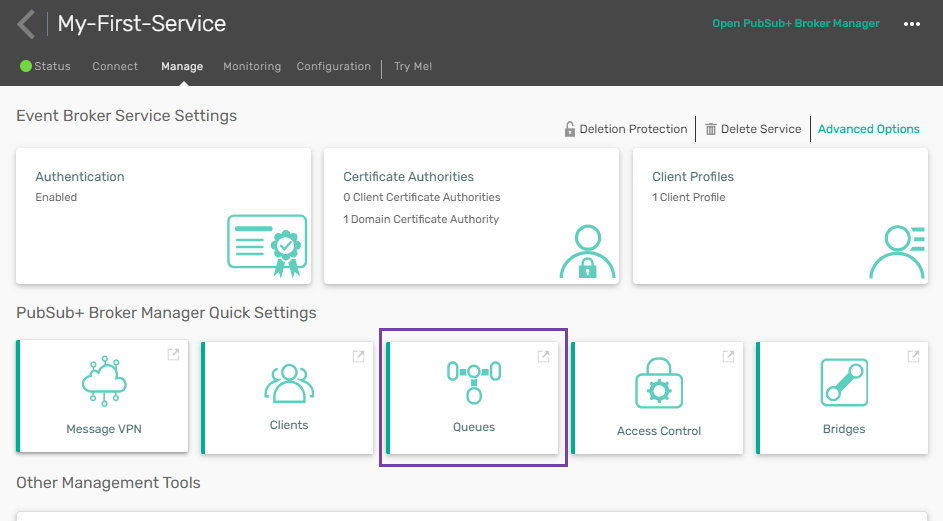 My-First-Service
Open PubSub+ Broker Manager
Status Connect Manage Monitoring Configuration Try Me!
Event Broker Service Settings
Deletion Protection Delete Service Advanced Options
Authentication
Enabled
Certificate Authorities
0 Client Certificate Authorities
1 Domain Certificate Authority
Client Profiles
1 Client Profile
PubSub+ Broker Manager Quick Settings
Message VPN
Clients
Queues
Access Control
Bridges
Other Management Tools